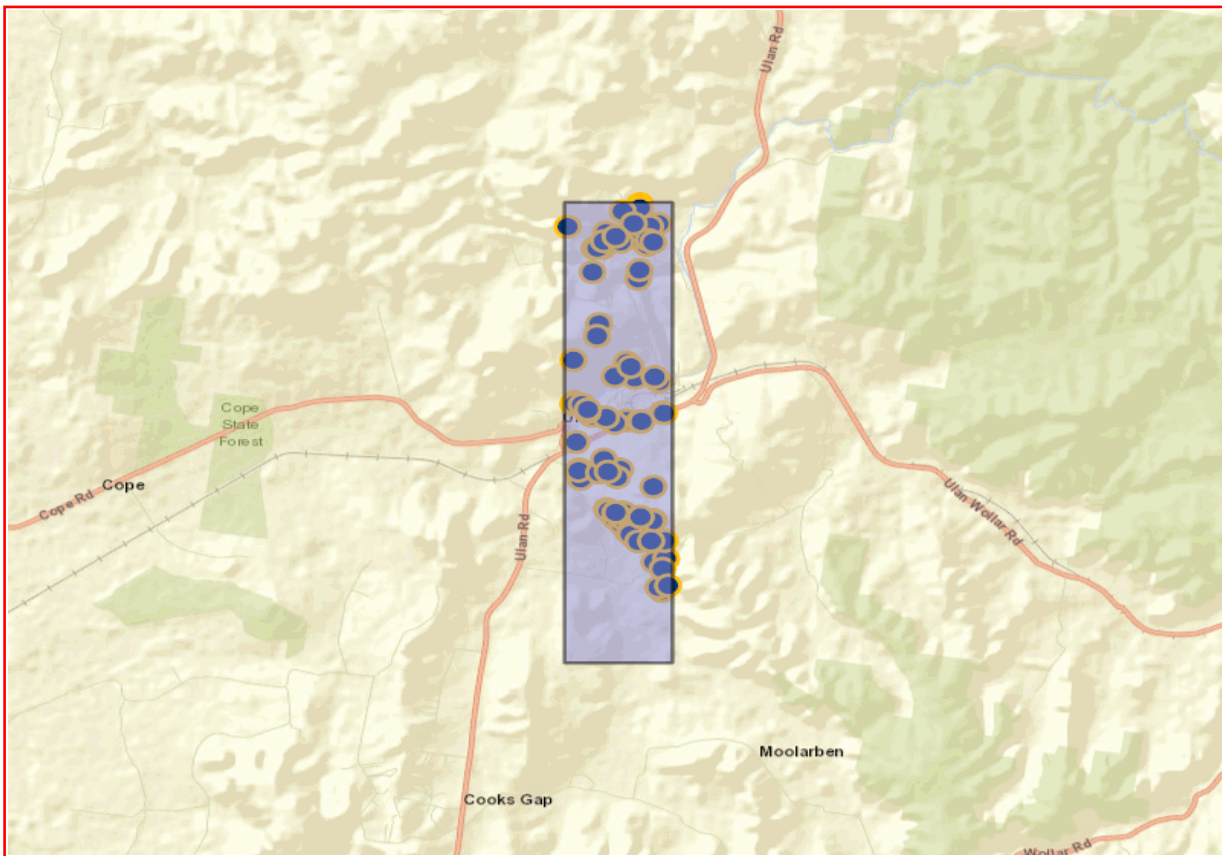 Ulan Rd
Cope
State
Forest
Cope Rd
Cope
Ulan Rd
Ulan Wollar Rd
Moolarben
Cooks Gap
Wollar Rd